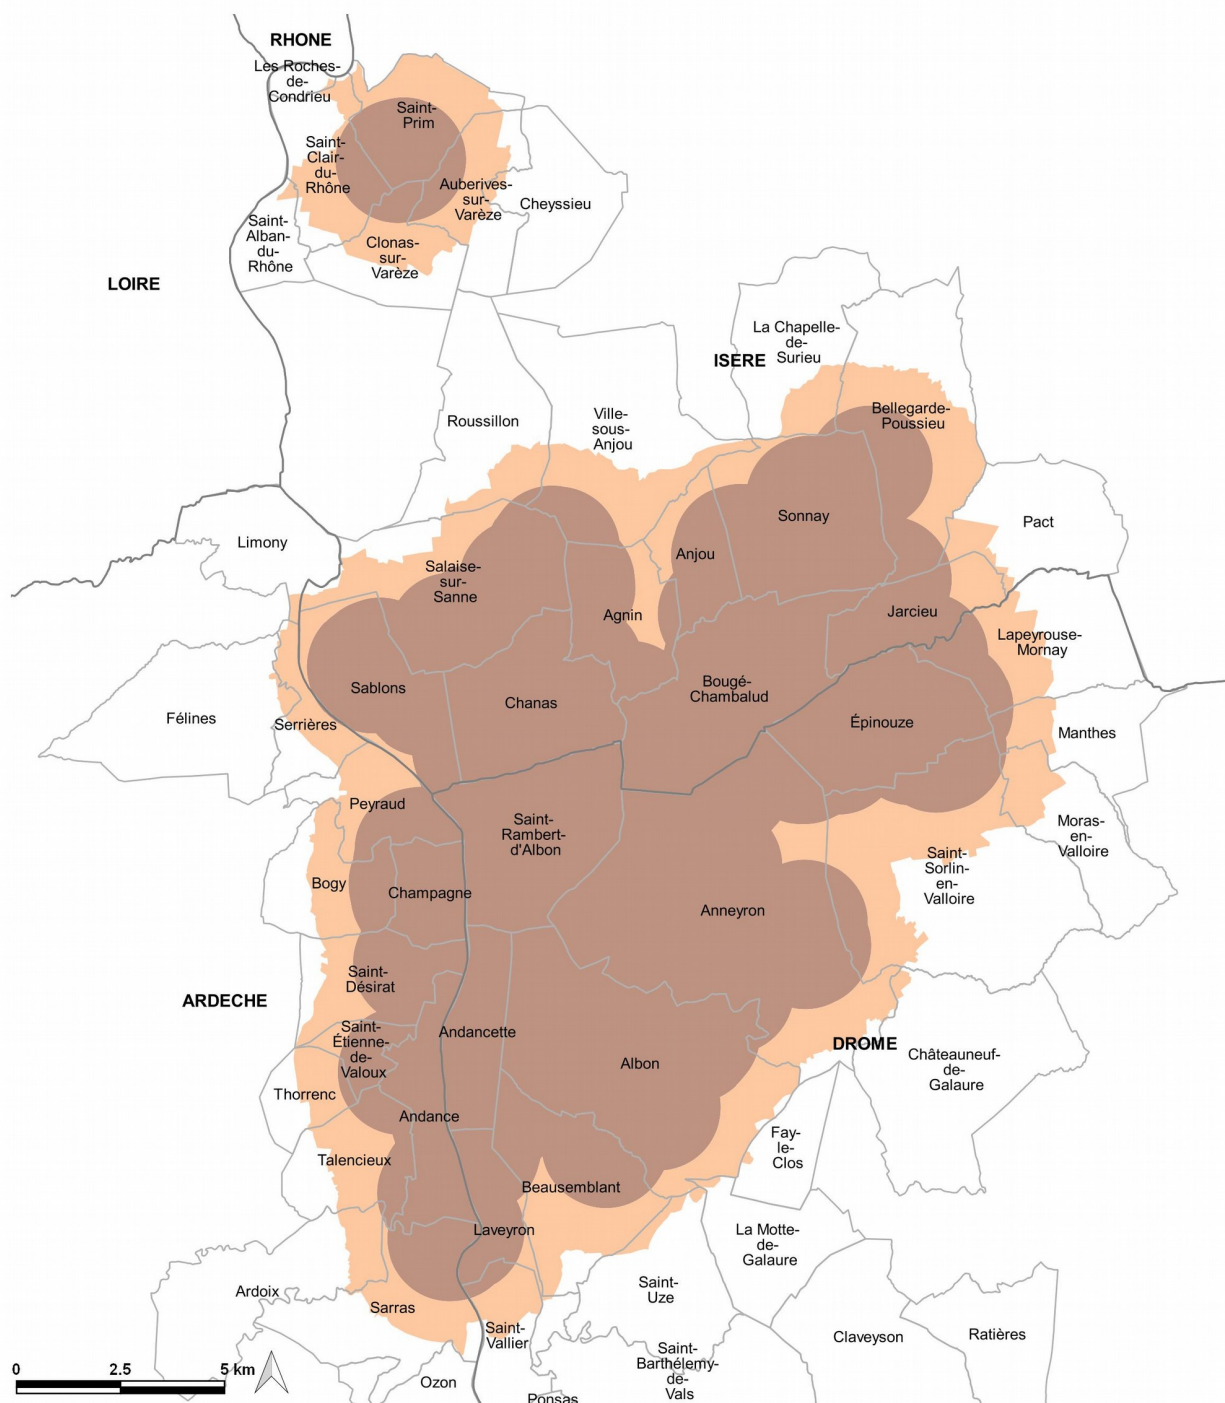 RHONE
Les Roches-
de-
Condrieu
Saint-
Prim
Saint-
Clair-
du-
Rhône
Auberives-
sur-
Varèze
Cheyssieu
Saint-
Alban-
du-
Rhône
Clonas-
sur-
Varèze
LOIRE
La Chapelle-
de-
Surieu
ISERE
Roussillon
Ville-
sous-
Anjou
Bellegarde-
Poussieu
Sonnay
Pact
Limony
Anjou
Salaise-
sur-
Sanne
Agnin
Jarcieu
Lapeyrouse-
Mornay
Sablons
Bougé-
Chambalud
Chanas
Félines
Serrières
Épinouze
Manthes
Peyraud
Saint-
Rambert-
d'Albon
Moras-
en-
Valloire
Saint-
Sorlin-
en-
Valloire
Bogy
Champagne
Anneyron
Saint-
Désirat
ARDECHE
Saint-
Étienne-
de-
Valoux
Andancette
DROME
Albon
Châteauneuf-
de-
Galaure
Thorrenc
Andance
Fay-
le-
Clos
Talencieux
Beausemblant
Laveyron
La Motte-
de-
Galaure
Ardoix
Saint-
Uze
Sarras
Saint-
Vallier
Claveyson
Ratières
Saint-
Barthélemy-
de-
Vals
0 2.5 5 km
Ozon
Ponsas